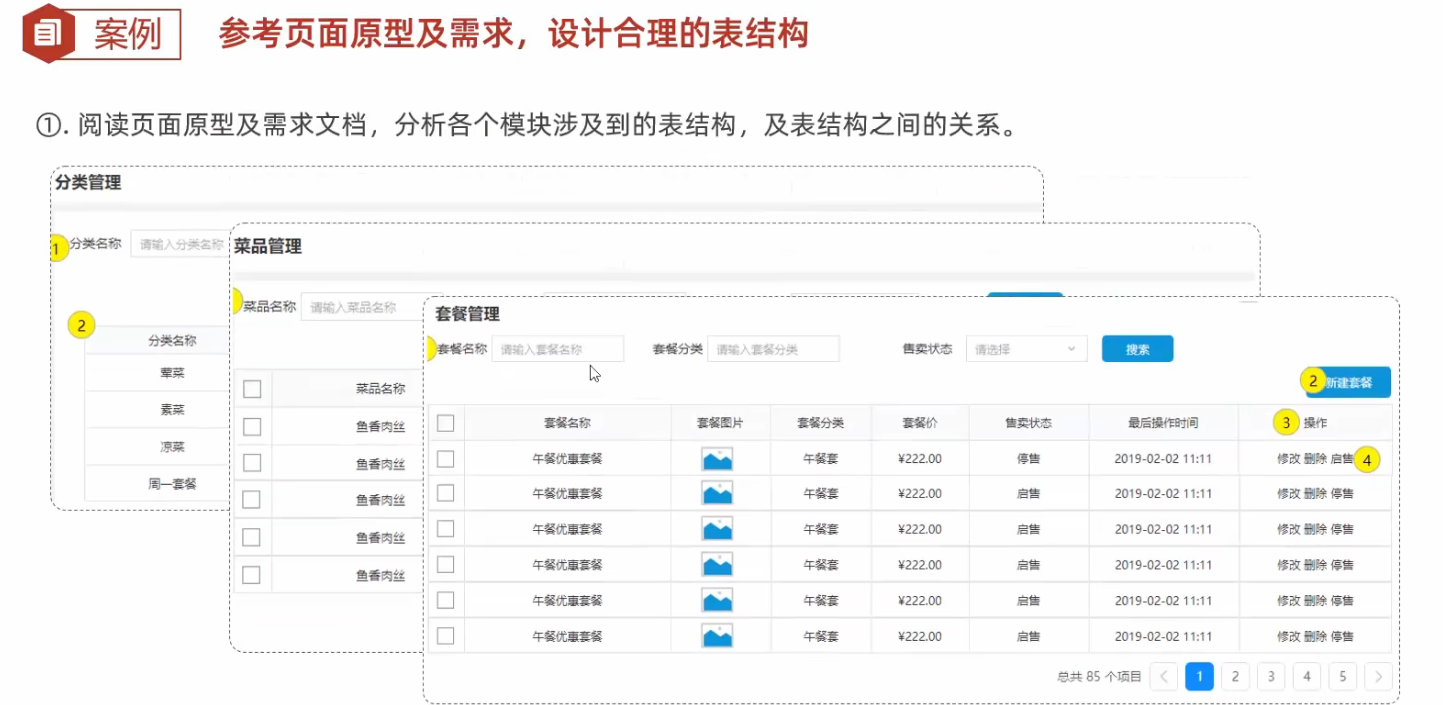 案例
参考页面原型及需求，设计合理的表结构
①. 阅读页面原型及需求文档，分析各个模块涉及到的表结构，及表结构之间的关系。
分类管理
1 分类名称 请输入分类名称
2
分类名称
荤菜
素菜
凉菜
周一套餐
菜品管理
菜品名称 请输入菜品名称
菜品名称
鱼香肉丝
鱼香肉丝
鱼香肉丝
鱼香肉丝
鱼香肉丝
套餐管理
套餐名称 请输入套餐名称 套餐分类 请输入套餐分类 售卖状态 请选择 搜索
2 新建套餐
套餐名称 套餐图片 套餐分类 套餐价 售卖状态 最后操作时间 3 操作
午餐优惠套餐 午餐套 ¥222.00 停售 2019-02-02 11:11 修改 删除 启售 4
午餐优惠套餐 午餐套 ¥222.00 启售 2019-02-02 11:11 修改 删除 停售
午餐优惠套餐 午餐套 ¥222.00 启售 2019-02-02 11:11 修改 删除 停售
午餐优惠套餐 午餐套 ¥222.00 启售 2019-02-02 11:11 修改 删除 停售
午餐优惠套餐 午餐套 ¥222.00 启售 2019-02-02 11:11 修改 删除 停售
午餐优惠套餐 午餐套 ¥222.00 启售 2019-02-02 11:11 修改 删除 停售
总共 85 个项目 < 1 2 3 4 5 >